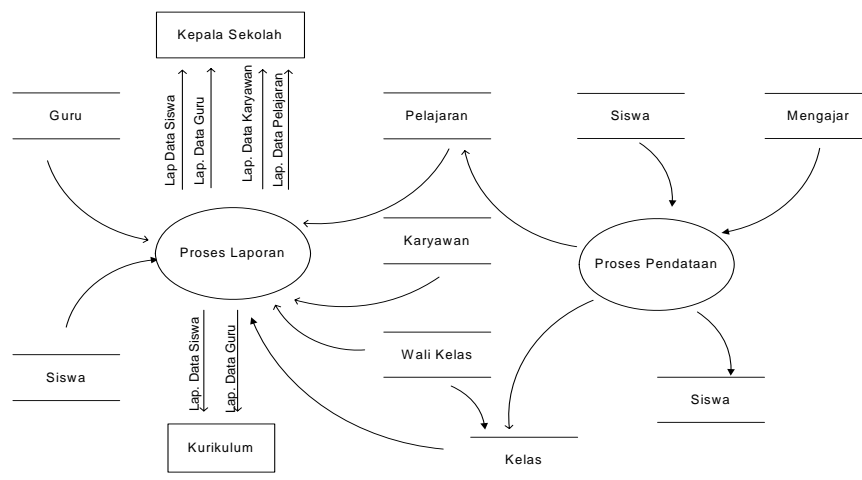 Kepala Sekolah
Lap Data Siswa
Lap. Data Guru
Lap. Data Karyawan
Lap. Data Pelajaran
Guru
Pelajaran
Siswa
Mengajar
Proses Laporan
Karyawan
Proses Pendataan
Lap. Data Siswa
Lap. Data Guru
Wali Kelas
Siswa
Siswa
Kurikulum
Kelas